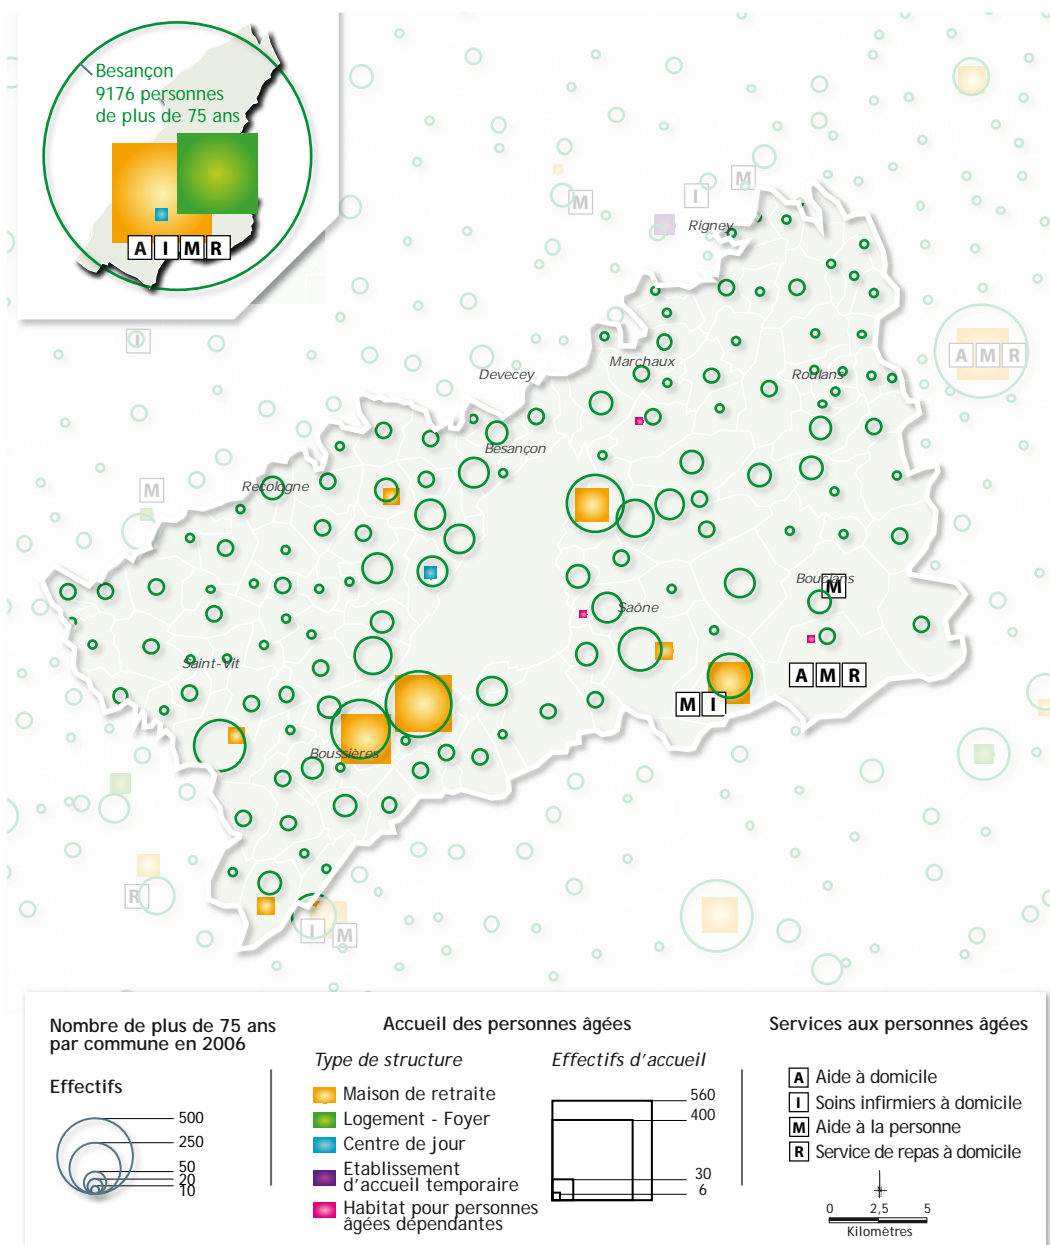 Besançon
9176 personnes
de plus de 75 ans
A I M R
M
I
M
Rigney
I
A M R
Marchaux
Devecey
Roulans
Besançon
Recologne
M
Bouclans
M
Saône
Saint-Vit
A M R
M I
Boussières
R
I
M
Nombre de plus de 75 ans
par commune en 2006
Effectifs
500
250
50
20
10
Accueil des personnes âgées
Type de structure
Maison de retraite
Logement - Foyer
Centre de jour
Etablissement
d'accueil temporaire
Habitat pour personnes
âgées dépendantes
Effectifs d'accueil
560
400
30
6
Services aux personnes âgées
A Aide à domicile
I Soins infirmiers à domicile
M Aide à la personne
R Service de repas à domicile
0 2,5 5
Kilomètres